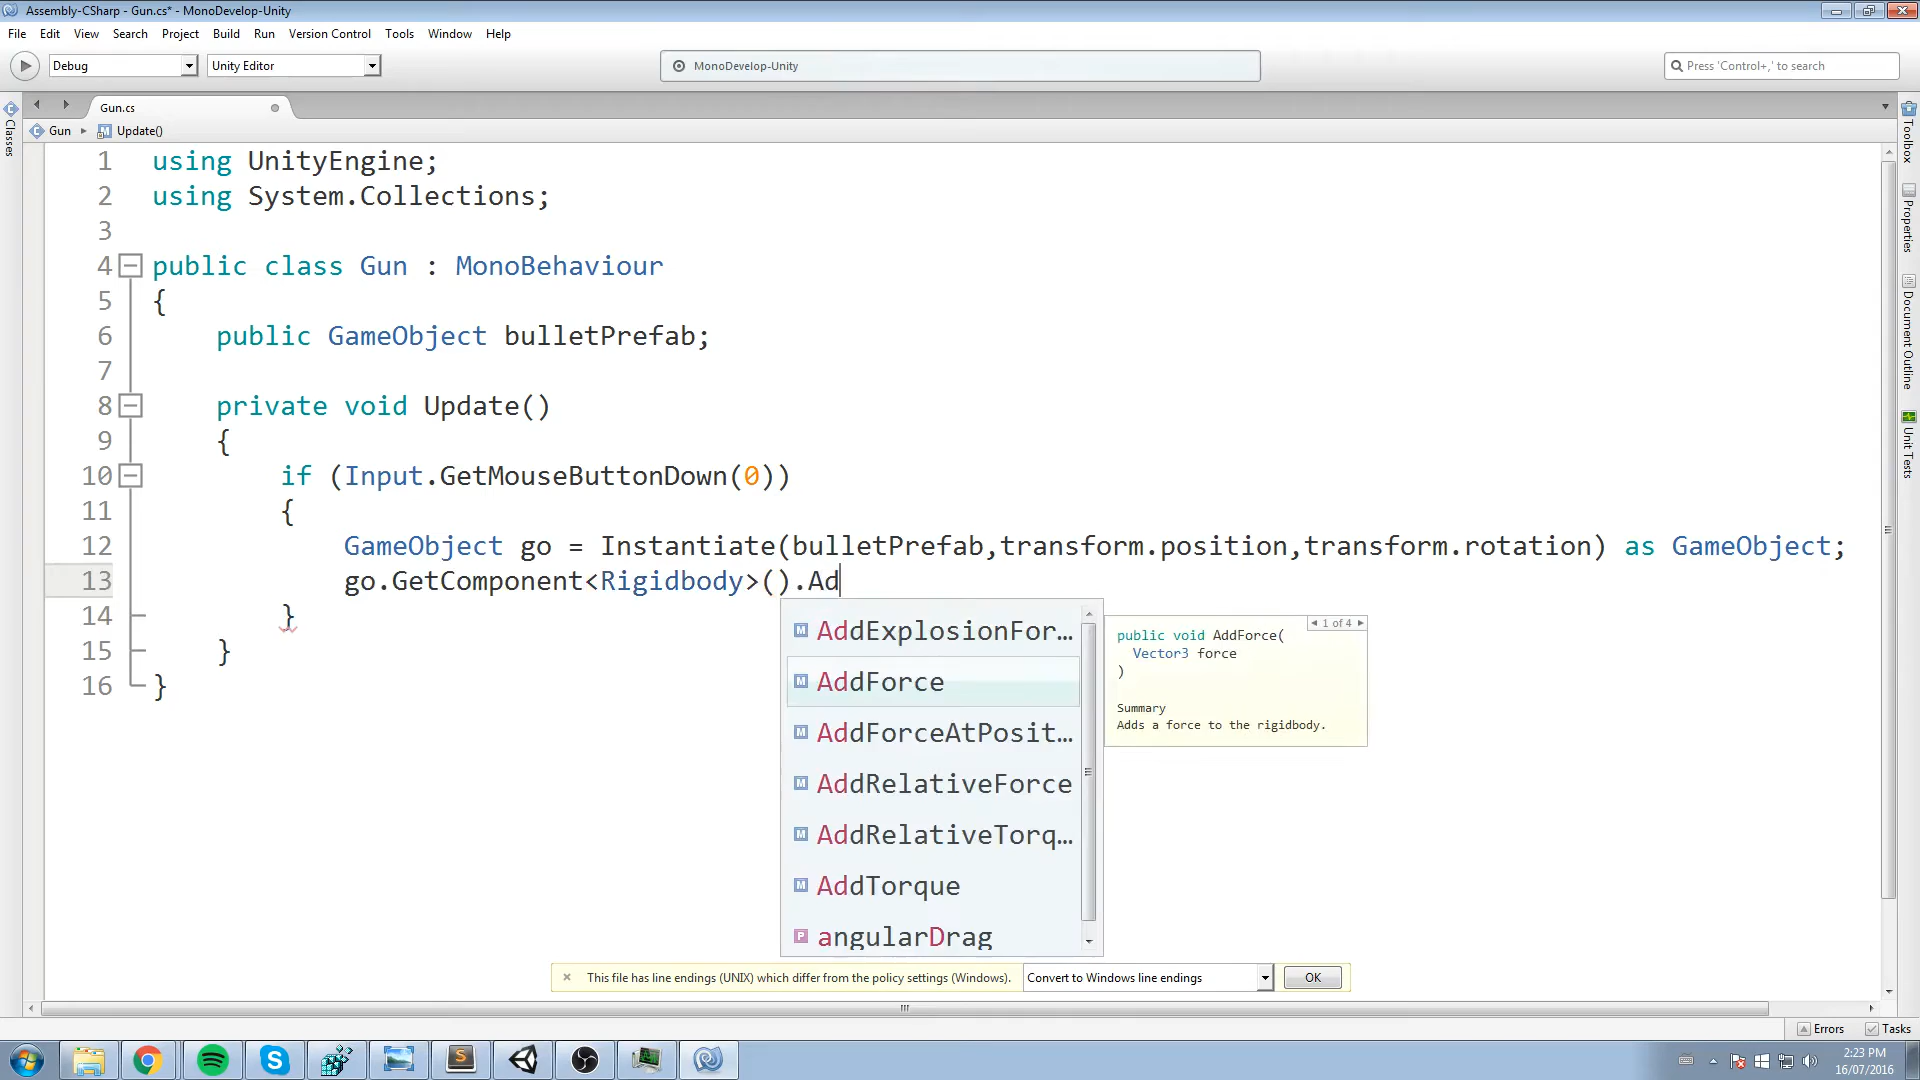 Assembly-CSharp - Gun.cs* - MonoDevelop-Unity
File Edit View Search Project Build Run Version Control Tools Window Help
Debug Unity Editor MonoDevelop-Unity Press 'Control+,' to search
Gun.cs
Gun Update()
Classes
Toolbox
Properties
Document Outline
Unit Tests
1 using UnityEngine;
2 using System.Collections;
3
4 public class Gun : MonoBehaviour
5 {
6 public GameObject bulletPrefab;
7
8 private void Update()
9 {
10 if (Input.GetMouseButtonDown(0))
11 {
12 GameObject go = Instantiate(bulletPrefab,transform.position,transform.rotation) as GameObject;
13 go.GetComponent<Rigidbody>().Ad
14 }
15 }
16 }
M AddExplosionFor...
M AddForce
M AddForceAtPosit...
M AddRelativeForce
M AddRelativeTorq...
M AddTorque
P angularDrag
1 of 4
public void AddForce(
Vector3 force
)
Summary
Adds a force to the rigidbody.
This file has line endings (UNIX) which differ from the policy settings (Windows). Convert to Windows line endings OK
Errors Tasks
2:23 PM
16/07/2016